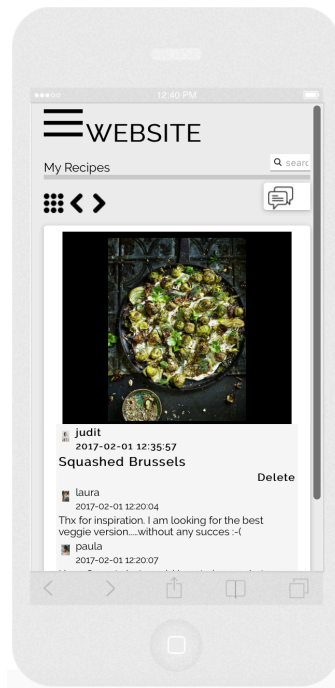 12:40 PM
WEBSITE
My Recipes
searc
judit
2017-02-01 12:35:57
Squashed Brussels
Delete
laura
2017-02-01 12:20:04
Thx for inspiration. I am looking for the best
veggie version.....without any succes :-(
paula
2017-02-01 12:20:07